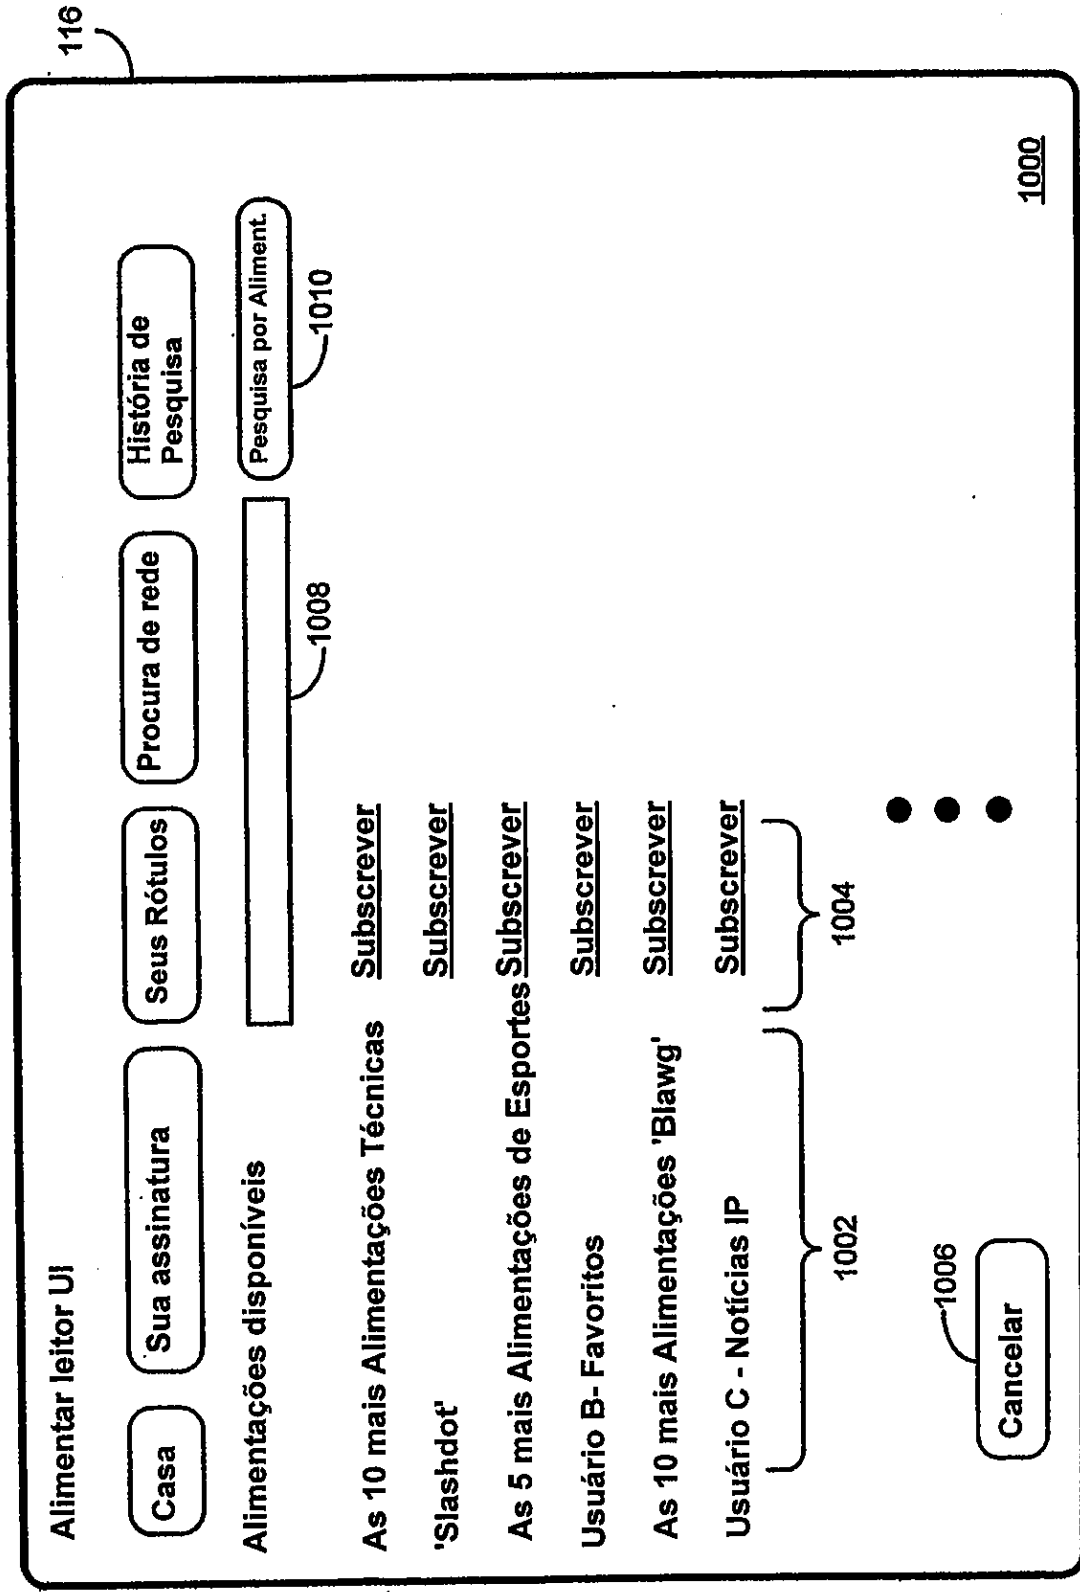 116
Alimentar leitor UI
Casa
Sua assinatura
Seus Rótulos
Procura de rede
História de
Pesquisa
Alimentações disponíveis
Pesquisa por Aliment.
1008
1010
As 10 mais Alimentações Técnicas Subscrever
'Slashdot' Subscrever
As 5 mais Alimentações de Esportes Subscrever
Usuário B- Favoritos Subscrever
As 10 mais Alimentações 'Blawg' Subscrever
Usuário C - Notícias IP Subscrever
1002
1004
1006
Cancelar
1000